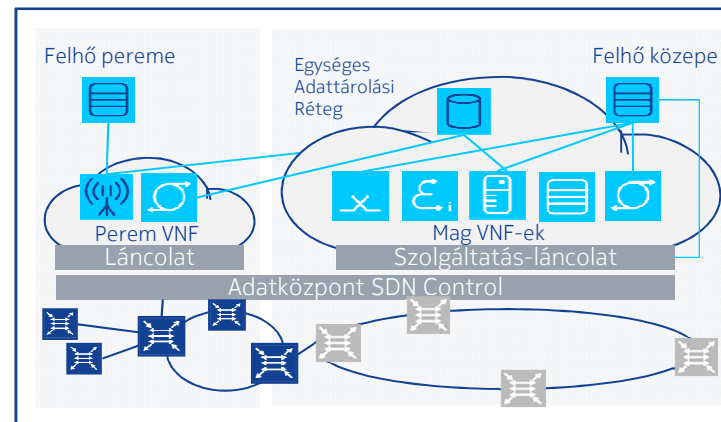 Felhő pereme
Egységes
Adattárolási
Réteg
Felhő közepe
i
Perem VNF
Mag VNF-ek
Láncolat
Szolgáltatás-láncolat
Adatközpont SDN Control